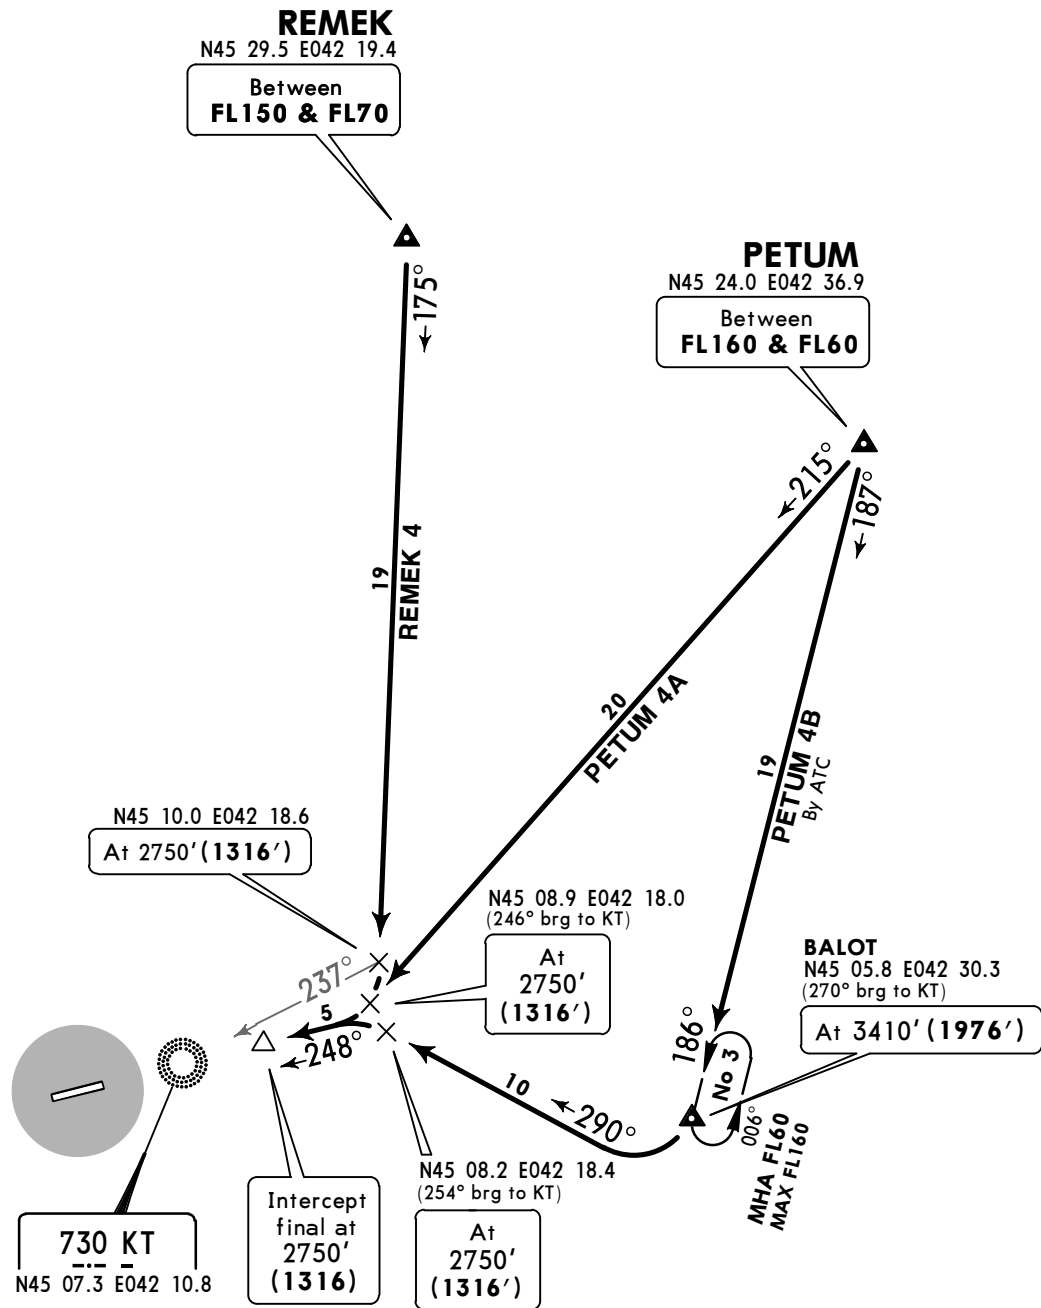 REMEK
N45 29.5 E042 19.4
Between
FL150 & FL70
175°
PETUM
N45 24.0 E042 36.9
Between
FL160 & FL60
215°
187°
19
REMEK 4
20
PETUM 4A
19
PETUM 4B
By ATC
N45 10.0 E042 18.6
At 2750' (1316')
N45 08.9 E042 18.0
(246° brg to KT)
At
2750'
(1316')
BALOT
N45 05.8 E042 30.3
(270° brg to KT)
At 3410' (1976')
237°
5
248°
186°
No 3
006°
MHA FL60
MAX FL160
10
290°
N45 08.2 E042 18.4
(254° brg to KT)
At
2750'
(1316')
Intercept
final at
2750'
(1316)
730 KT
N45 07.3 E042 10.8